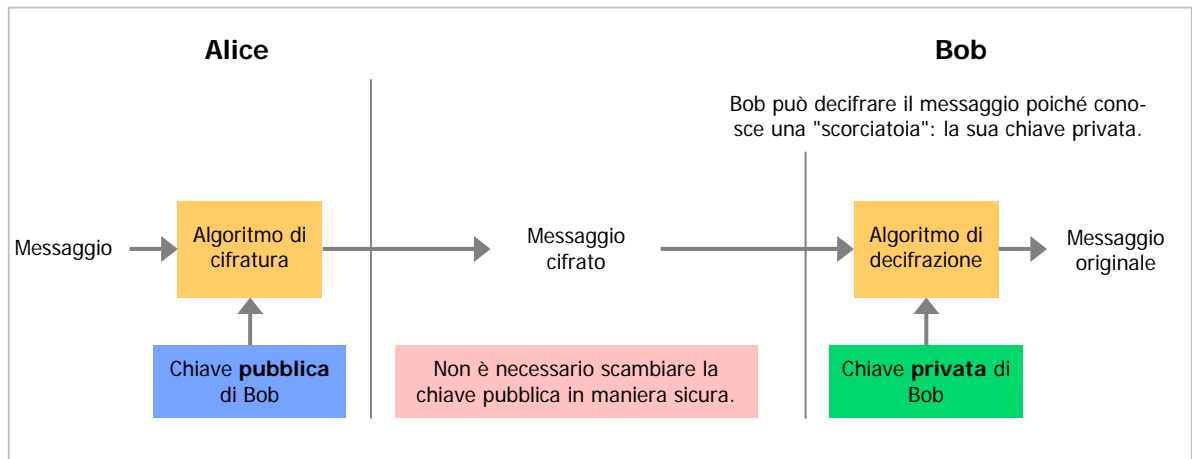 Alice
Bob
Bob può decifrare il messaggio poiché cono-
sce una "scorciatoia": la sua chiave privata.
Messaggio
Algoritmo di
cifratura
Messaggio
cifrato
Algoritmo di
decifrazione
Messaggio
originale
Chiave pubblica
di Bob
Non è necessario scambiare la
chiave pubblica in maniera sicura.
Chiave privata di
Bob